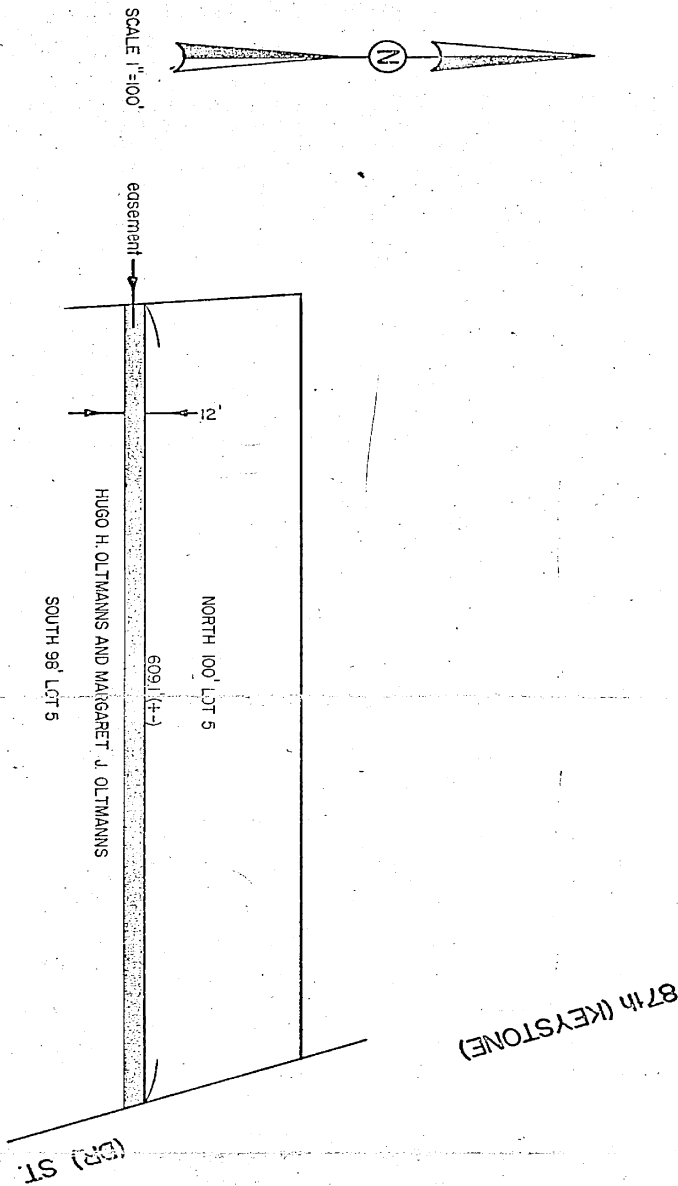 SCALE 1"=100'
N
easement
12'
NORTH 100' LOT 5
609.1'(+-)
HUGO H. OLTMANNS AND MARGARET J. OLTMANNS
SOUTH 98' LOT 5
87th (KEYSTONE)
(DR) ST.